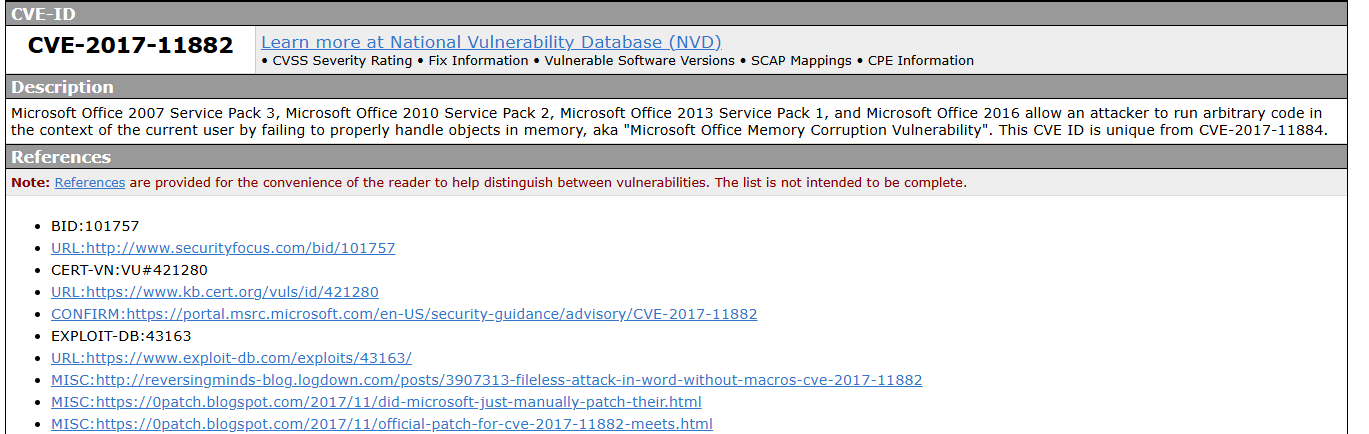 CVE-ID
CVE-2017-11882
Learn more at National Vulnerability Database (NVD)
• CVSS Severity Rating • Fix Information • Vulnerable Software Versions • SCAP Mappings • CPE Information
Description
Microsoft Office 2007 Service Pack 3, Microsoft Office 2010 Service Pack 2, Microsoft Office 2013 Service Pack 1, and Microsoft Office 2016 allow an attacker to run arbitrary code in
the context of the current user by failing to properly handle objects in memory, aka "Microsoft Office Memory Corruption Vulnerability". This CVE ID is unique from CVE-2017-11884.
References
Note: References are provided for the convenience of the reader to help distinguish between vulnerabilities. The list is not intended to be complete.
• BID:101757
• URL:http://www.securityfocus.com/bid/101757
• CERT-VN:VU#421280
• URL:https://www.kb.cert.org/vuls/id/421280
• CONFIRM:https://portal.msrc.microsoft.com/en-US/security-guidance/advisory/CVE-2017-11882
• EXPLOIT-DB:43163
• URL:https://www.exploit-db.com/exploits/43163/
• MISC:http://reversingminds-blog.logdown.com/posts/3907313-fileless-attack-in-word-without-macros-cve-2017-11882
• MISC:https://0patch.blogspot.com/2017/11/did-microsoft-just-manually-patch-their.html
• MISC:https://0patch.blogspot.com/2017/11/official-patch-for-cve-2017-11882-meets.html